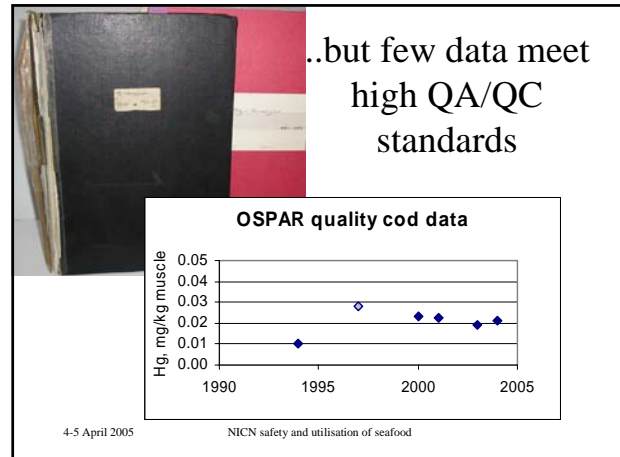 ..but few data meet
high QA/QC
standards
OSPAR quality cod data
Hg, mg/kg muscle
0.05
0.04
0.03
0.02
0.01
0.00
1990
1995
2000
2005
4-5 April 2005
NICN safety and utilisation of seafood